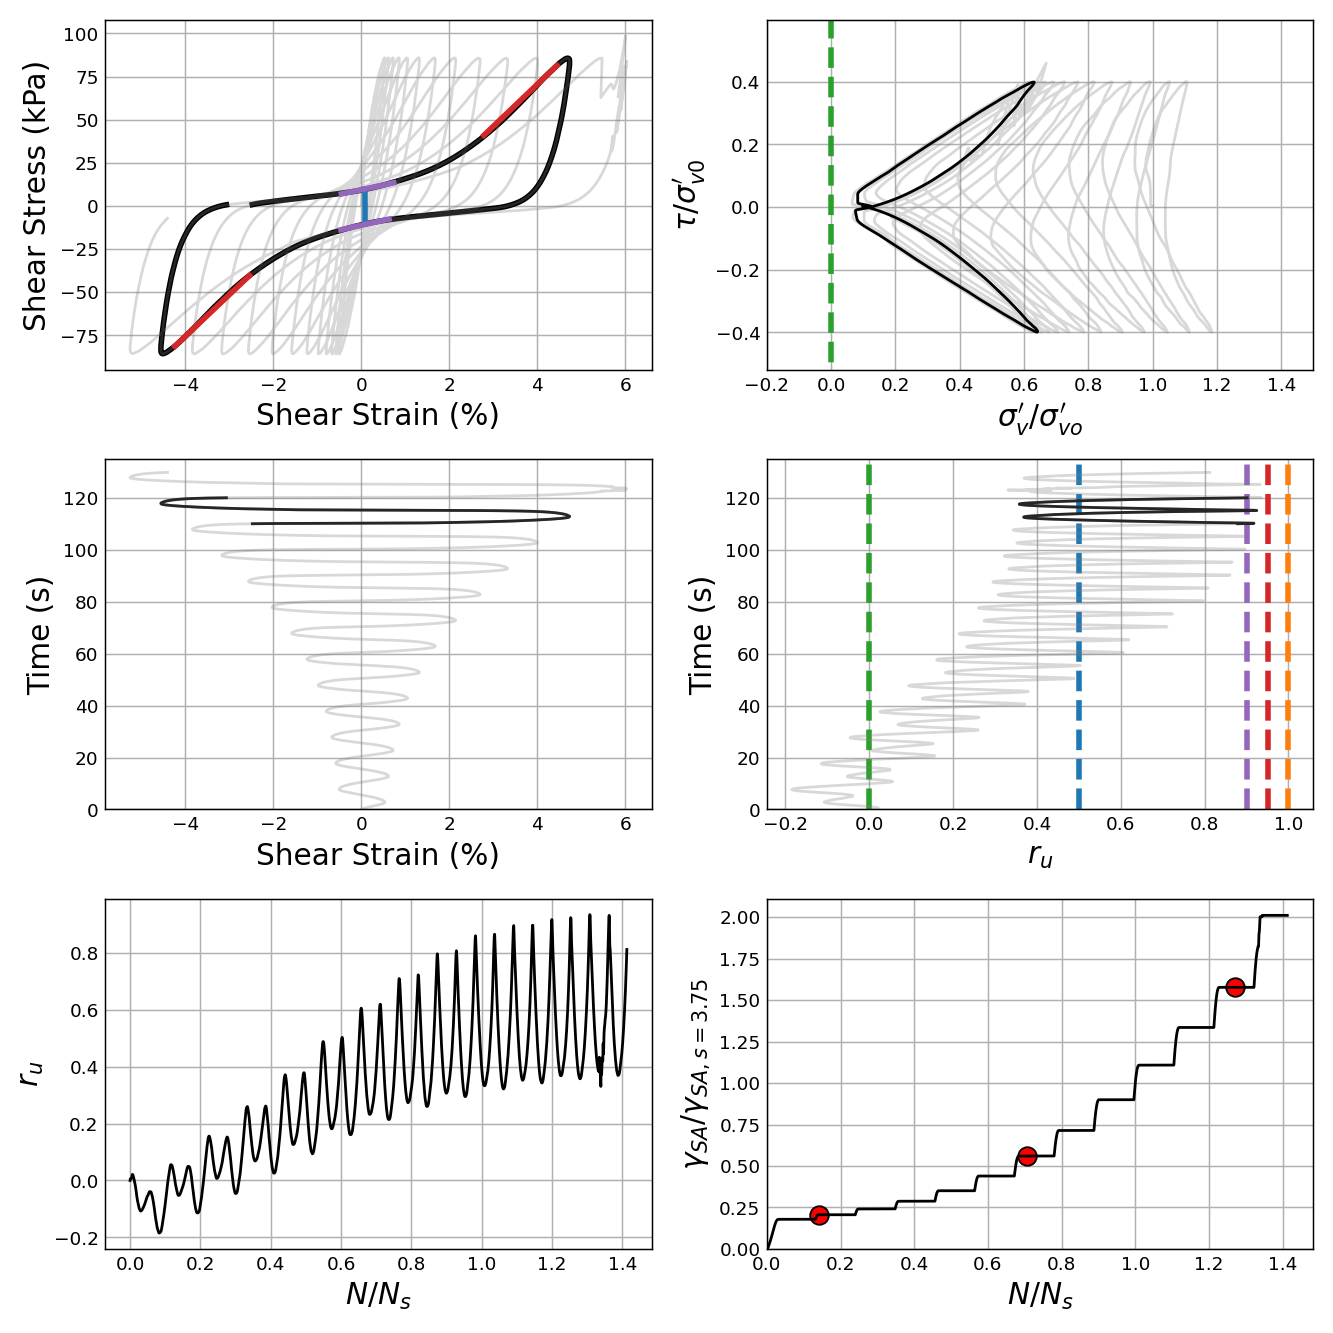 100
75
50
25
0
−25
−50
−75
Shear Stress (kPa)
−4 −2 0 2 4 6
Shear Strain (%)
0.4
0.2
0.0
−0.2
−0.4
τ/σ′v0
−0.2 0.0 0.2 0.4 0.6 0.8 1.0 1.2 1.4
σ′v/σ′vo
120
100
80
60
40
20
0
Time (s)
−4 −2 0 2 4 6
Shear Strain (%)
120
100
80
60
40
20
0
Time (s)
−0.2 0.0 0.2 0.4 0.6 0.8 1.0
ru
0.8
0.6
0.4
0.2
0.0
−0.2
ru
0.0 0.2 0.4 0.6 0.8 1.0 1.2 1.4
N/Ns
2.00
1.75
1.50
1.25
1.00
0.75
0.50
0.25
0.00
γSA/γSA, s = 3.75
0.0 0.2 0.4 0.6 0.8 1.0 1.2 1.4
N/Ns